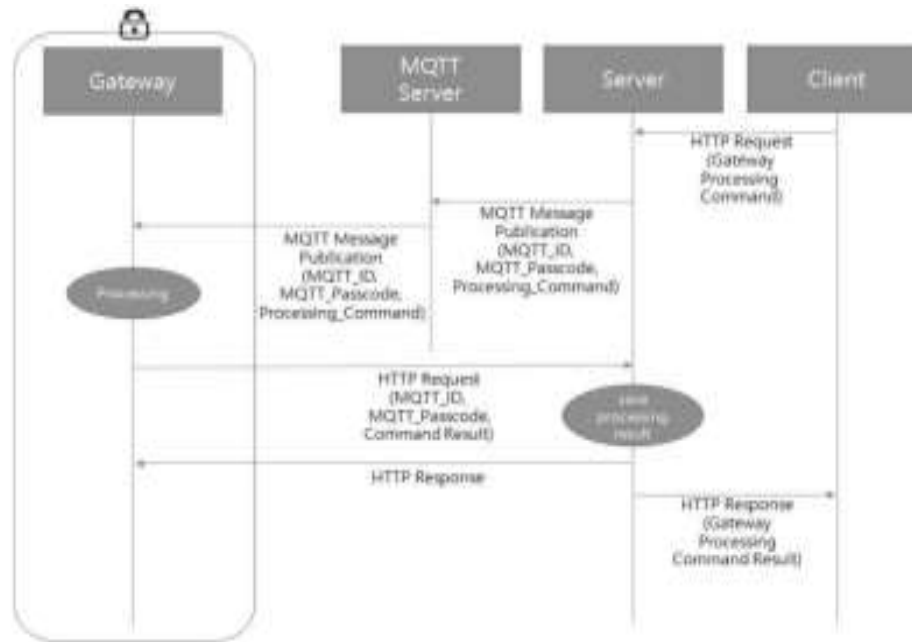 Gateway
MQTT
Server
Server
Client
HTTP Request
(Gateway
Processing
Command)
MQTT Message
Publication
(MQTT_ID,
MQTT_Passcode,
Processing_Command)
MQTT Message
Publication
(MQTT_ID,
MQTT_Passcode,
Processing_Command)
Processing
HTTP Request
(MQTT_ID,
MQTT_Passcode,
Command Result)
processing
result
HTTP Response
HTTP Response
(Gateway
Processing
Command Result)